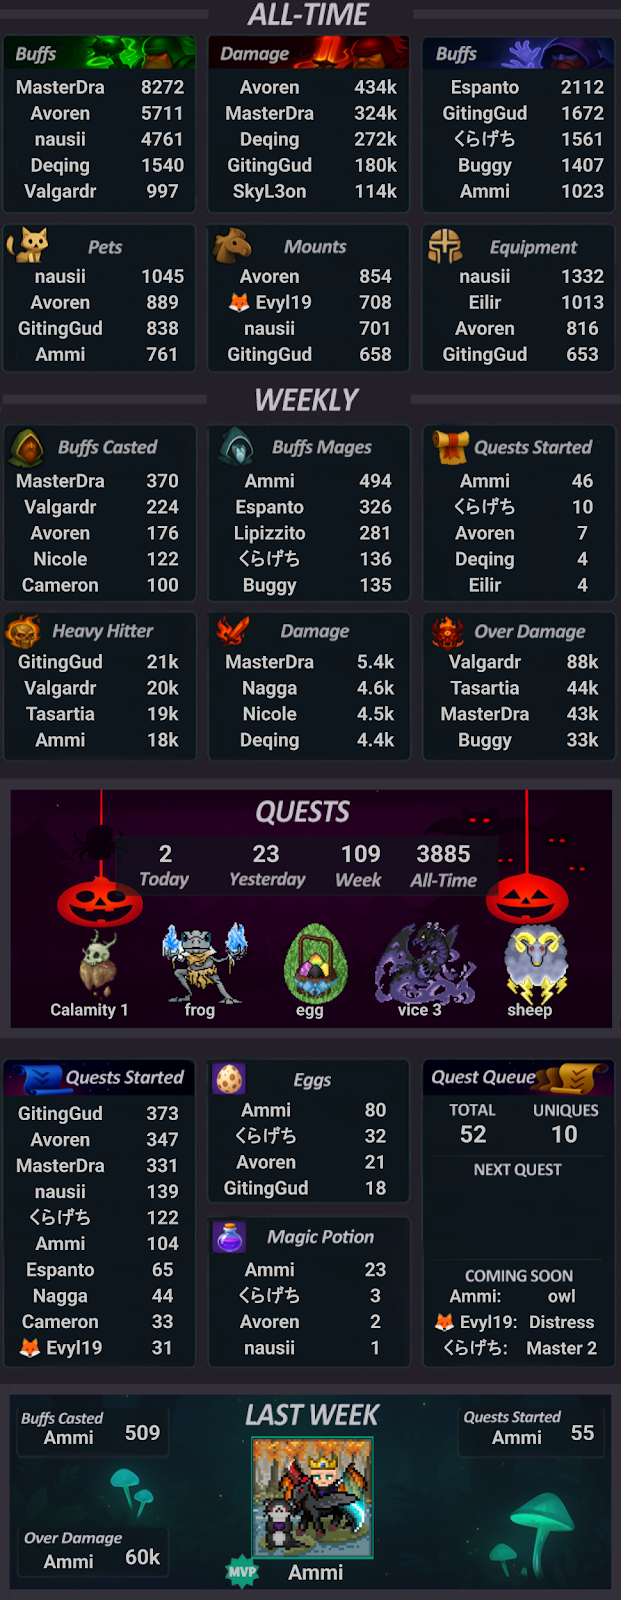 ALL-TIME
Buffs
MasterDra 8272
Avoren 5711
nausii 4761
Deqing 1540
Valgardr 997
Damage
Avoren 434k
MasterDra 324k
Deqing 272k
GitingGud 180k
SkyL3on 114k
Buffs
Espanto 2112
GitingGud 1672
くらげち 1561
Buggy 1407
Ammi 1023
Pets
nausii 1045
Avoren 889
GitingGud 838
Ammi 761
Mounts
Avoren 854
🦊 Evyl19 708
nausii 701
GitingGud 658
Equipment
nausii 1332
Eilir 1013
Avoren 816
GitingGud 653
WEEKLY
Buffs Casted
MasterDra 370
Valgardr 224
Avoren 176
Nicole 122
Cameron 100
Buffs Mages
Ammi 494
Espanto 326
Lipizzito 281
くらげち 136
Buggy 135
Quests Started
Ammi 46
くらげち 10
Avoren 7
Deqing 4
Eilir 4
Heavy Hitter
GitingGud 21k
Valgardr 20k
Tasartia 19k
Ammi 18k
Damage
MasterDra 5.4k
Nagga 4.6k
Nicole 4.5k
Deqing 4.4k
Over Damage
Valgardr 88k
Tasartia 44k
MasterDra 43k
Buggy 33k
QUESTS
2 23 109 3885
Today Yesterday Week All-Time
Calamity 1 frog egg vice 3 sheep
Quests Started
GitingGud 373
Avoren 347
MasterDra 331
nausii 139
くらげち 122
Ammi 104
Espanto 65
Nagga 44
Cameron 33
🦊 Evyl19 31
Eggs
Ammi 80
くらげち 32
Avoren 21
GitingGud 18
Magic Potion
Ammi 23
くらげち 3
Avoren 2
nausii 1
Quest Queue
TOTAL UNIQUES
52 10
NEXT QUEST
COMING SOON
Ammi: owl
🦊 Evyl19: Distress
くらげち: Master 2
LAST WEEK
Buffs Casted
Ammi 509
Quests Started
Ammi 55
Over Damage
Ammi 60k
MVP Ammi